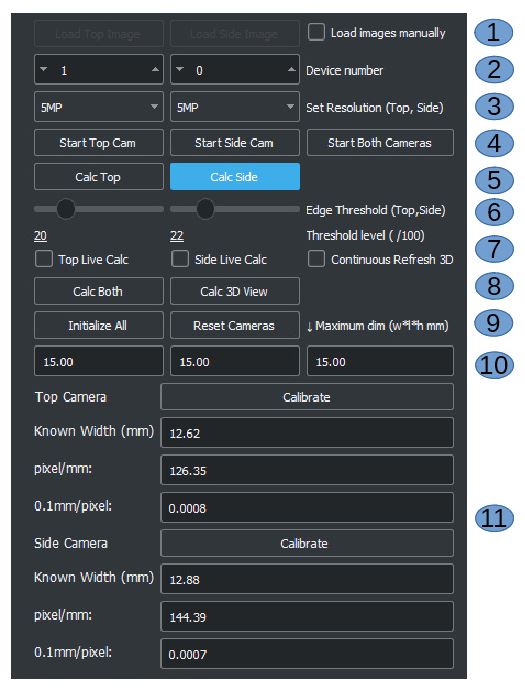 Load Top Image Load Side Image Load images manually 1
1 0 Device number 2
5MP 5MP Set Resolution (Top, Side) 3
Start Top Cam Start Side Cam Start Both Cameras 4
Calc Top Calc Side 5
Edge Threshold (Top,Side) 6
20 22 Threshold level ( /100) 7
Top Live Calc Side Live Calc Continuous Refresh 3D
Calc Both Calc 3D View 8
Initialize All Reset Cameras ↓ Maximum dim (w*l*h mm) 9
15.00 15.00 15.00 10
Top Camera Calibrate
Known Width (mm) 12.62
pixel/mm: 126.35
0.1mm/pixel: 0.0008 11
Side Camera Calibrate
Known Width (mm) 12.88
pixel/mm: 144.39
0.1mm/pixel: 0.0007